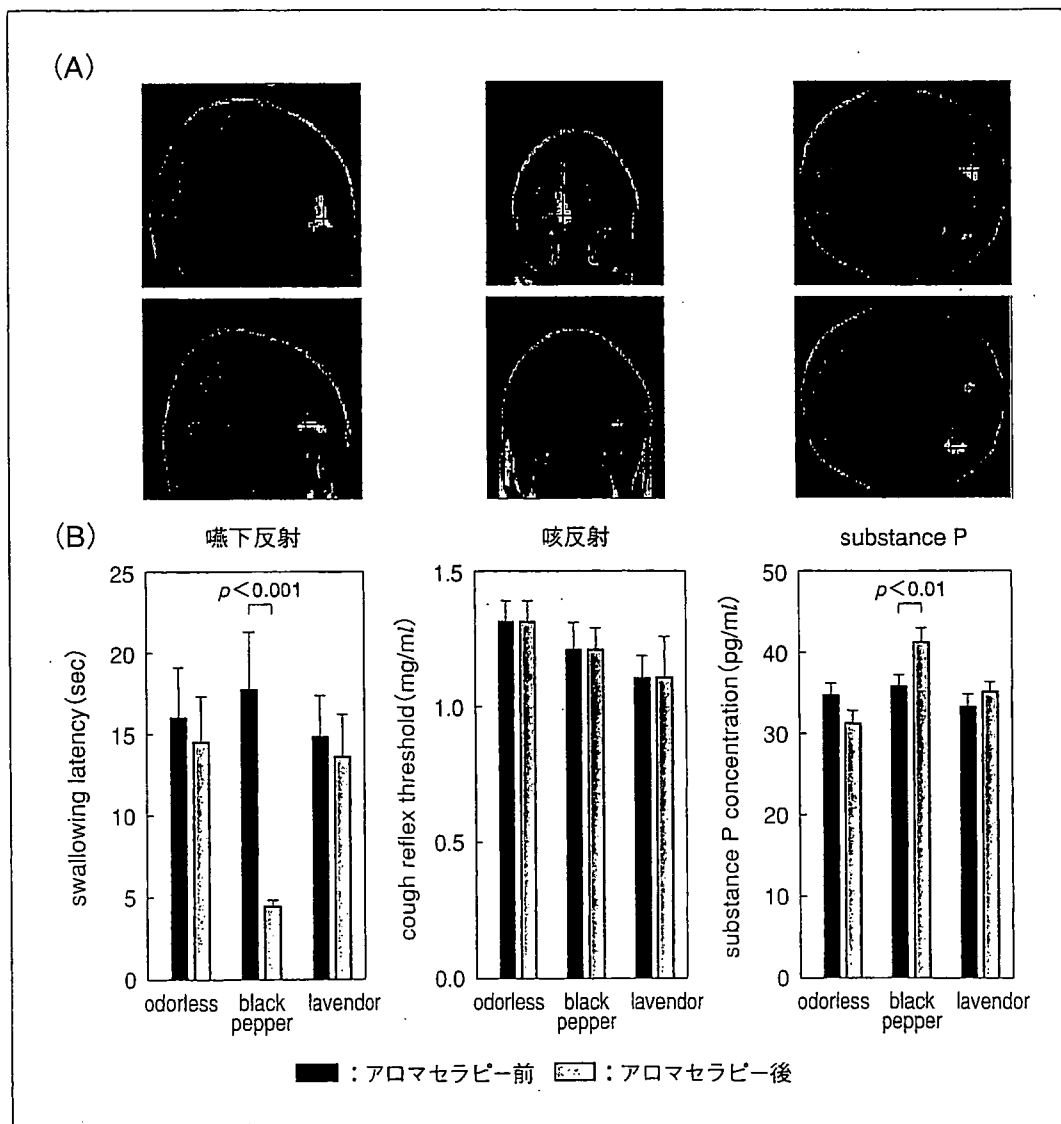 (A)
(B)
嚥下反射
25
20
15
10
5
0
swallowing latency (sec)
p<0.001
odorless
black pepper
lavendor
咳反射
1.5
1.0
0.5
0.0
cough reflex threshold (mg/ml)
odorless
black pepper
lavendor
substance P
50
40
30
20
10
0
substance P concentration (pg/ml)
p<0.01
odorless
black pepper
lavendor
：アロマセラピー前 ：アロマセラピー後